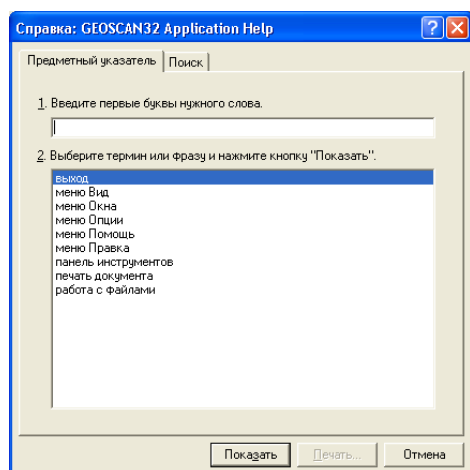 Справка: GEOSCAN32 Application Help
Предметный указатель Поиск
1. Введите первые буквы нужного слова.
2. Выберите термин или фразу и нажмите кнопку "Показать".
выход
меню Вид
меню Окна
меню Опции
меню Помощь
меню Правка
панель инструментов
печать документа
работа с файлами
Показать Печать... Отмена